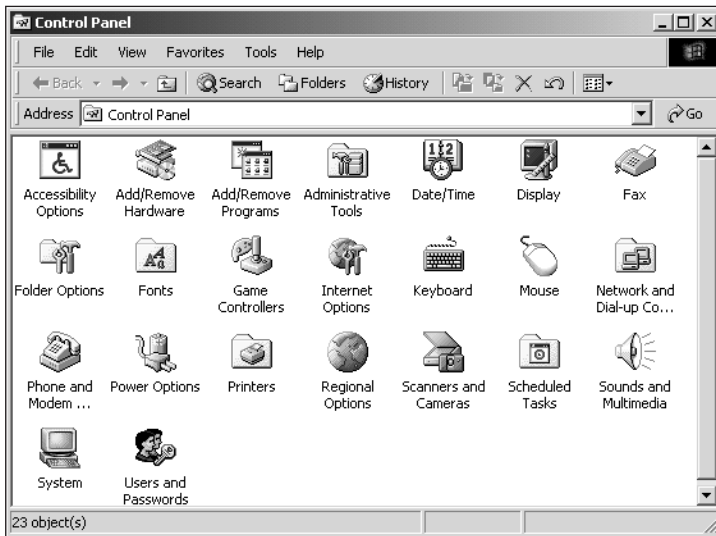 Control Panel
File Edit View Favorites Tools Help
Back Search Folders History
Address Control Panel Go
Accessibility Options
Add/Remove Hardware
Add/Remove Programs
Administrative Tools
Date/Time
Display
Fax
Folder Options
Fonts
Game Controllers
Internet Options
Keyboard
Mouse
Network and Dial-up Co...
Phone and Modem ...
Power Options
Printers
Regional Options
Scanners and Cameras
Scheduled Tasks
Sounds and Multimedia
System
Users and Passwords
23 object(s)